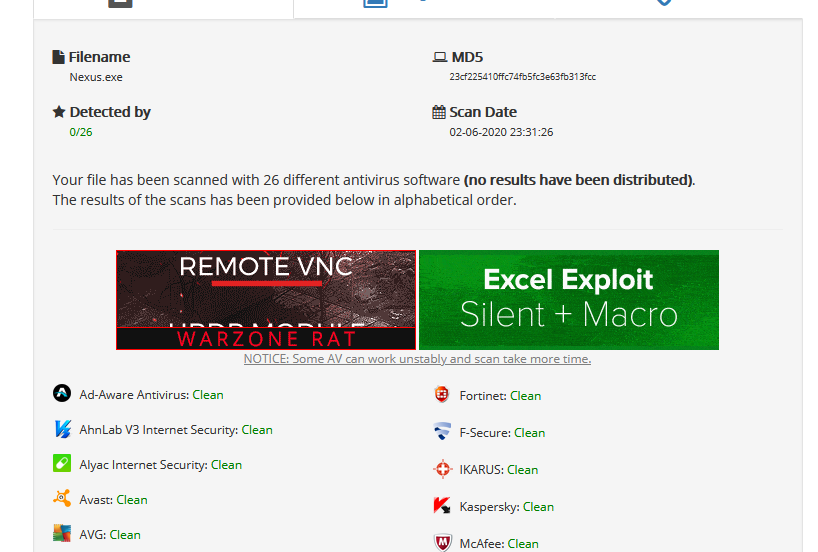 Filename
Nexus.exe
MD5
23cf225410ffc74fb5fc3e63fb313fcc
Detected by
0/26
Scan Date
02-06-2020 23:31:26
Your file has been scanned with 26 different antivirus software (no results have been distributed).
The results of the scans has been provided below in alphabetical order.
REMOTE VNC
WARZONE RAT
Excel Exploit
Silent + Macro
NOTICE: Some AV can work unstably and scan take more time.
Ad-Aware Antivirus: Clean
AhnLab V3 Internet Security: Clean
Alyac Internet Security: Clean
Avast: Clean
AVG: Clean
Fortinet: Clean
F-Secure: Clean
IKARUS: Clean
Kaspersky: Clean
McAfee: Clean